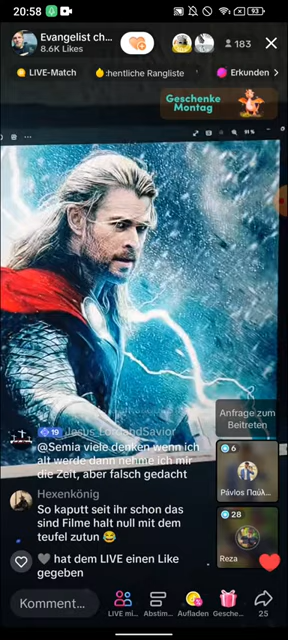 20:58
93
Evangelist ch...
8.6K Likes
183
LIVE-Match
:hentliche Rangliste
Erkunden
Geschenke
Montag
91 %
Anfrage zum
Beitreten
19
@Semia viele denken wenn ich
alt werde dann nehme ich mir
die Zeit, aber falsch gedacht
6
Pávlos Παύλ...
Hexenkönig
So kaputt seit ihr schon das
sind Filme halt null mit dem
teufel zutun 😂
28
Reza
🖤 hat dem LIVE einen Like
gegeben
Komment...
LIVE mi...
Abstim...
Aufladen
Gesche...
25